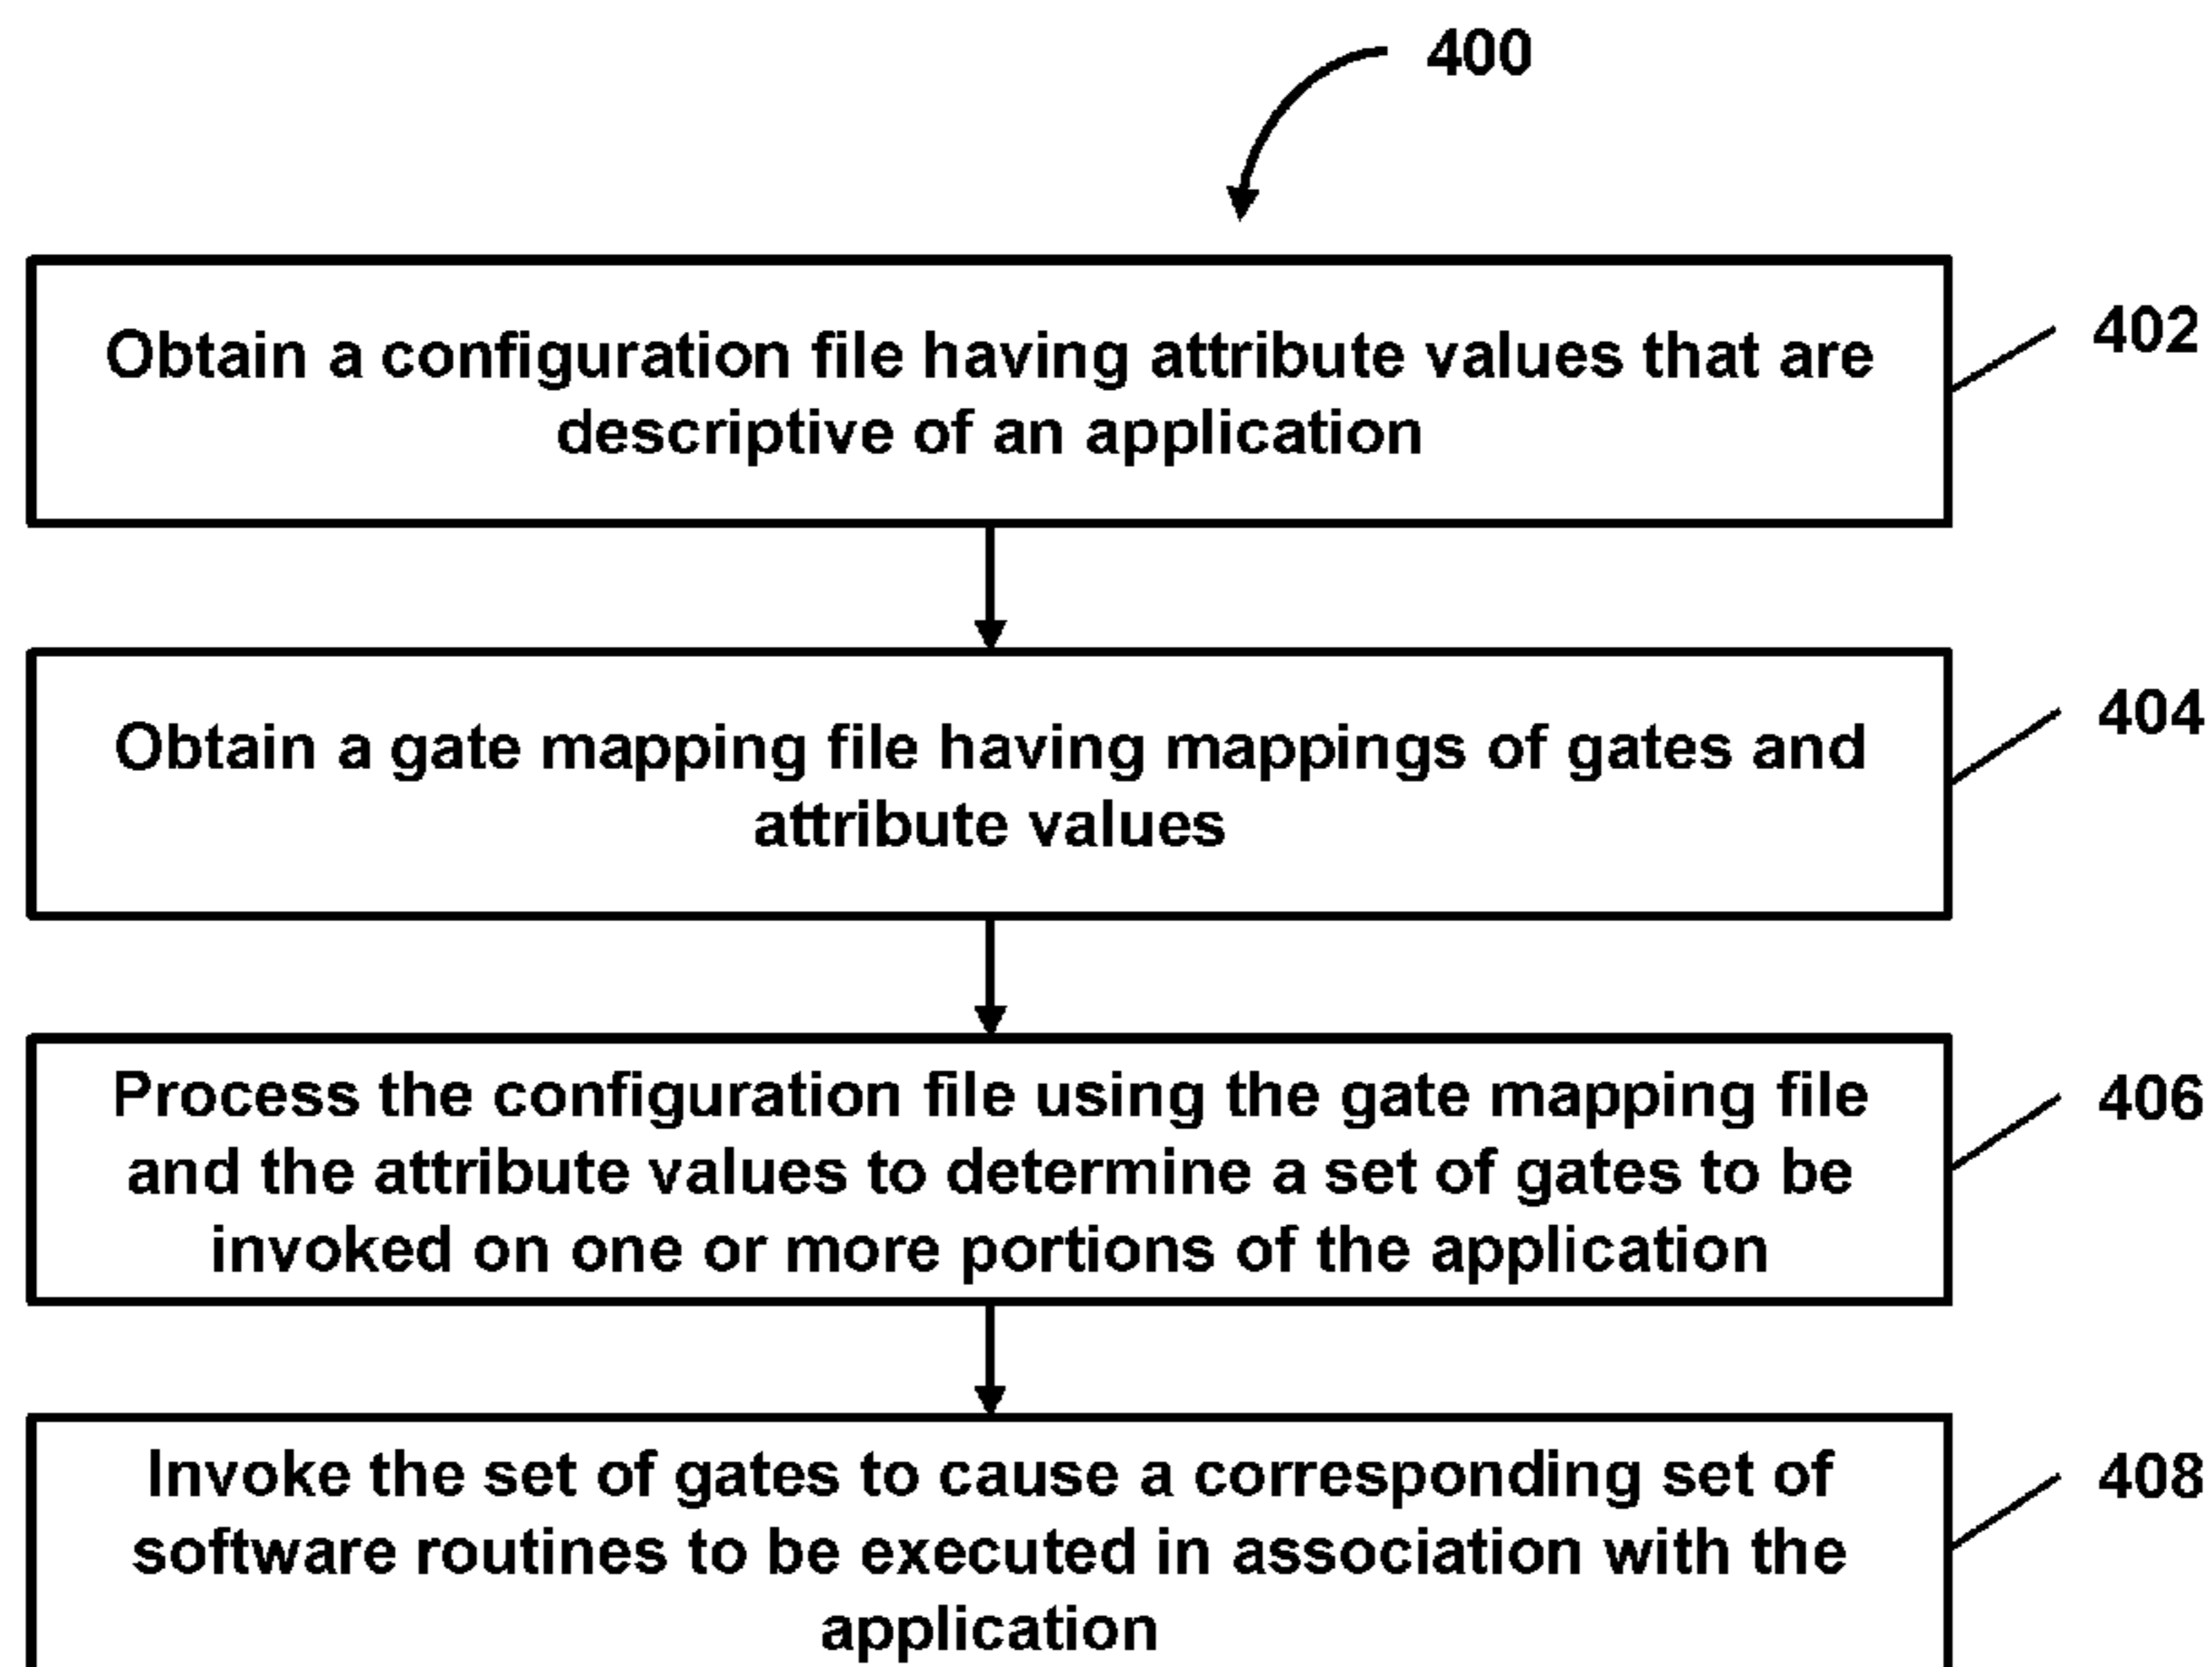 400
Obtain a configuration file having attribute values that are
descriptive of an application
402
Obtain a gate mapping file having mappings of gates and
attribute values
404
Process the configuration file using the gate mapping file
and the attribute values to determine a set of gates to be
invoked on one or more portions of the application
406
Invoke the set of gates to cause a corresponding set of
software routines to be executed in association with the
application
408